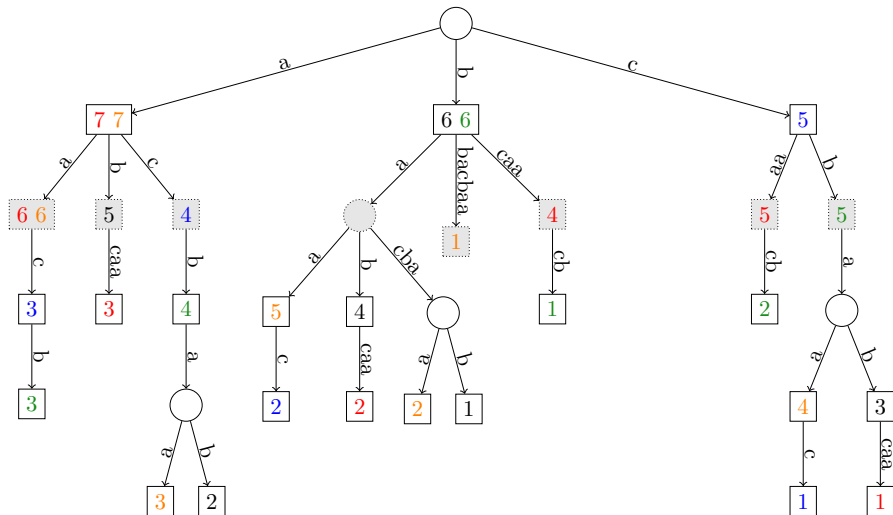 a b c
7 7 6 6 5
a b c a bacbaa caa aa b
6 6 5 4 1 4 5 5
c caa b a b cba cb cb a
3 3 4 5 4 1 2
b a c caa a b a b
3 2 2 2 1 4 3
a b c caa
3 2 1 1